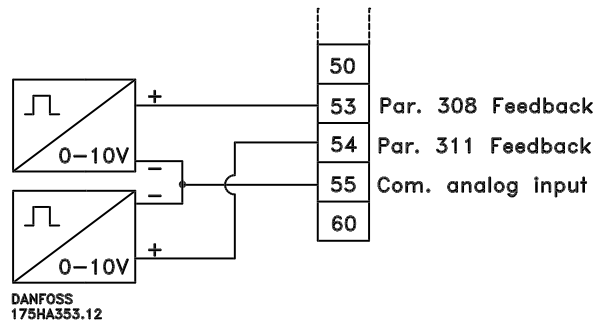 50
+
53 Par. 308 Feedback
0-10V
54 Par. 311 Feedback
-
55 Com. analog input
-
60
+
0-10V
DANFOSS
175HA353.12